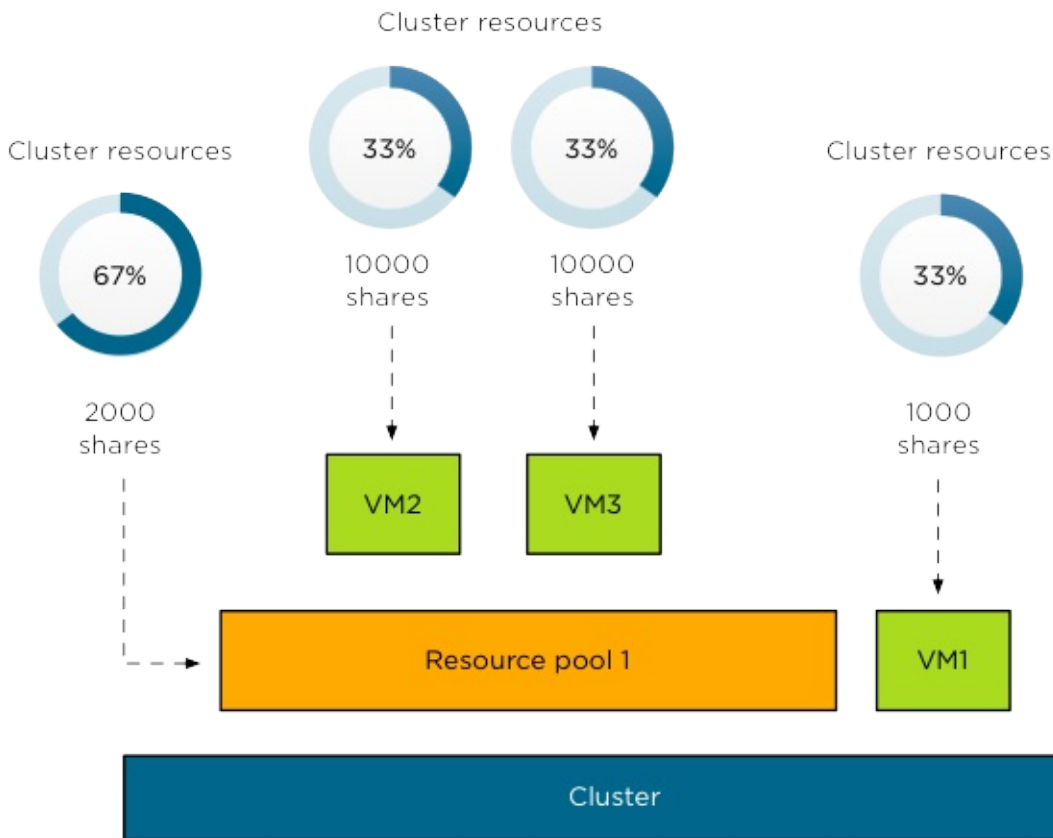 Cluster resources
33%
33%
Cluster resources
Cluster resources
67%
10000
shares
10000
shares
33%
2000
shares
1000
shares
VM2
VM3
Resource pool 1
VM1
Cluster